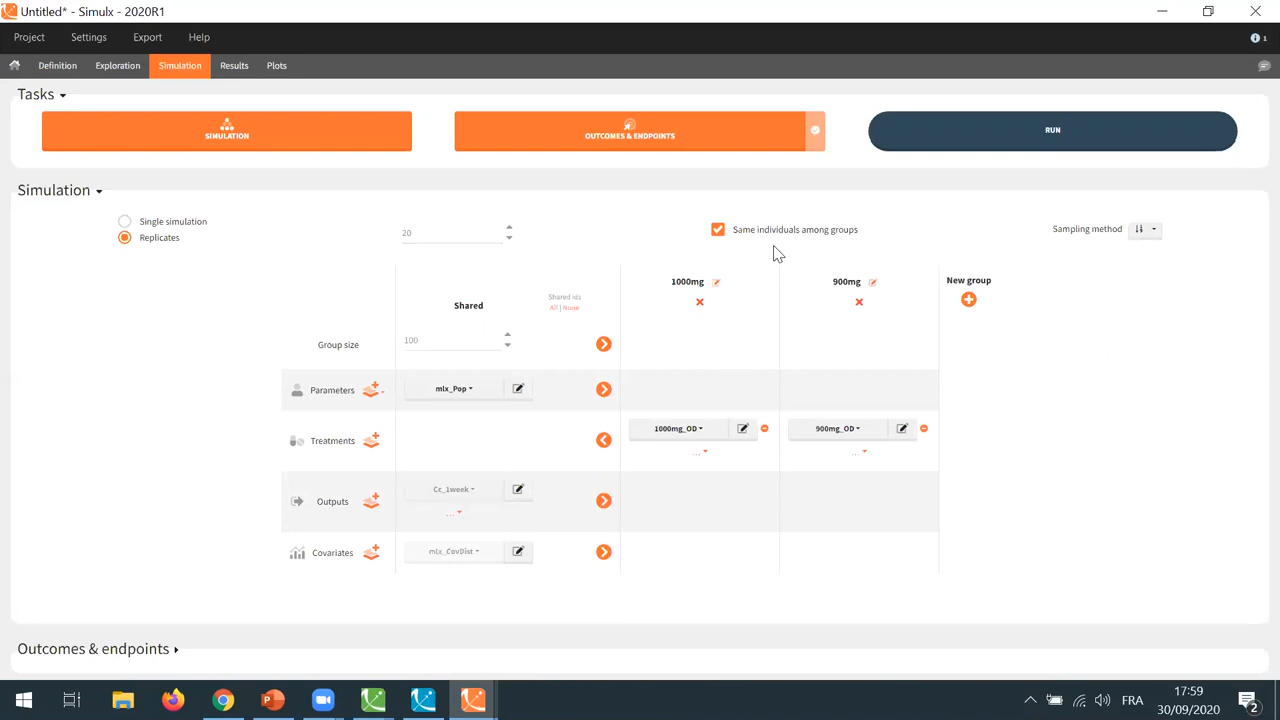 Untitled* - Simulx - 2020R1
Project Settings Export Help
1
Definition Exploration Simulation Results Plots
Tasks
SIMULATION
OUTCOMES & ENDPOINTS
RUN
Simulation
Single simulation
Replicates
20
Same individuals among groups
Sampling method
Shared
Shared ids
All | None
1000mg
900mg
New group
Group size
100
Parameters
mlx_Pop
Treatments
1000mg_OD
900mg_OD
...
...
Outputs
Cc_1week
...
Covariates
mlx_CovDist
Outcomes & endpoints
FRA
17:59
30/09/2020
2